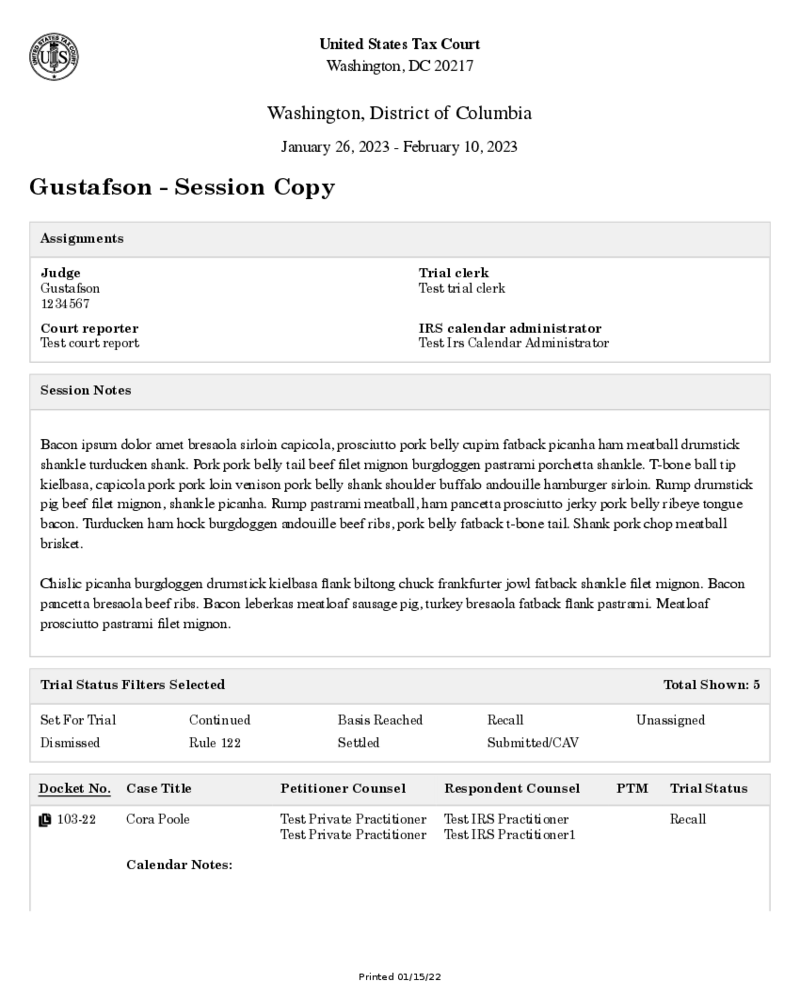 United States Tax Court
Washington, DC 20217
Washington, District of Columbia
January 26, 2023 - February 10, 2023
Gustafson - Session Copy
Assignments
Judge
Gustafson
1234567
Trial clerk
Test trial clerk
Court reporter
Test court report
IRS calendar administrator
Test Irs Calendar Administrator
Session Notes
Bacon ipsum dolor amet bresaola sirloin capicola, prosciutto pork belly cupim fatback picanha ham meatball drumstick
shankle turducken shank. Pork pork belly tail beef filet mignon burgdoggen pastrami porchetta shankle. T-bone ball tip
kielbasa, capicola pork pork loin venison pork belly shank shoulder buffalo andouille hamburger sirloin. Rump drumstick
pig beef filet mignon, shankle picanha. Rump pastrami meatball, ham pancetta prosciutto jerky pork belly ribeye tongue
bacon. Turducken ham hock burgdoggen andouille beef ribs, pork belly fatback t-bone tail. Shank pork chop meatball
brisket.
Chislic picanha burgdoggen drumstick kielbasa flank biltong chuck frankfurter jowl fatback shankle filet mignon. Bacon
pancetta bresaola beef ribs. Bacon leberkas meatloaf sausage pig, turkey bresaola fatback flank pastrami. Meatloaf
prosciutto pastrami filet mignon.
Trial Status Filters Selected Total Shown: 5
Set For Trial Continued Basis Reached Recall Unassigned
Dismissed Rule 122 Settled Submitted/CAV
Docket No. Case Title Petitioner Counsel Respondent Counsel PTM Trial Status
103-22 Cora Poole Test Private Practitioner Test IRS Practitioner Recall
Test Private Practitioner Test IRS Practitioner1
Calendar Notes:
Printed 01/15/22